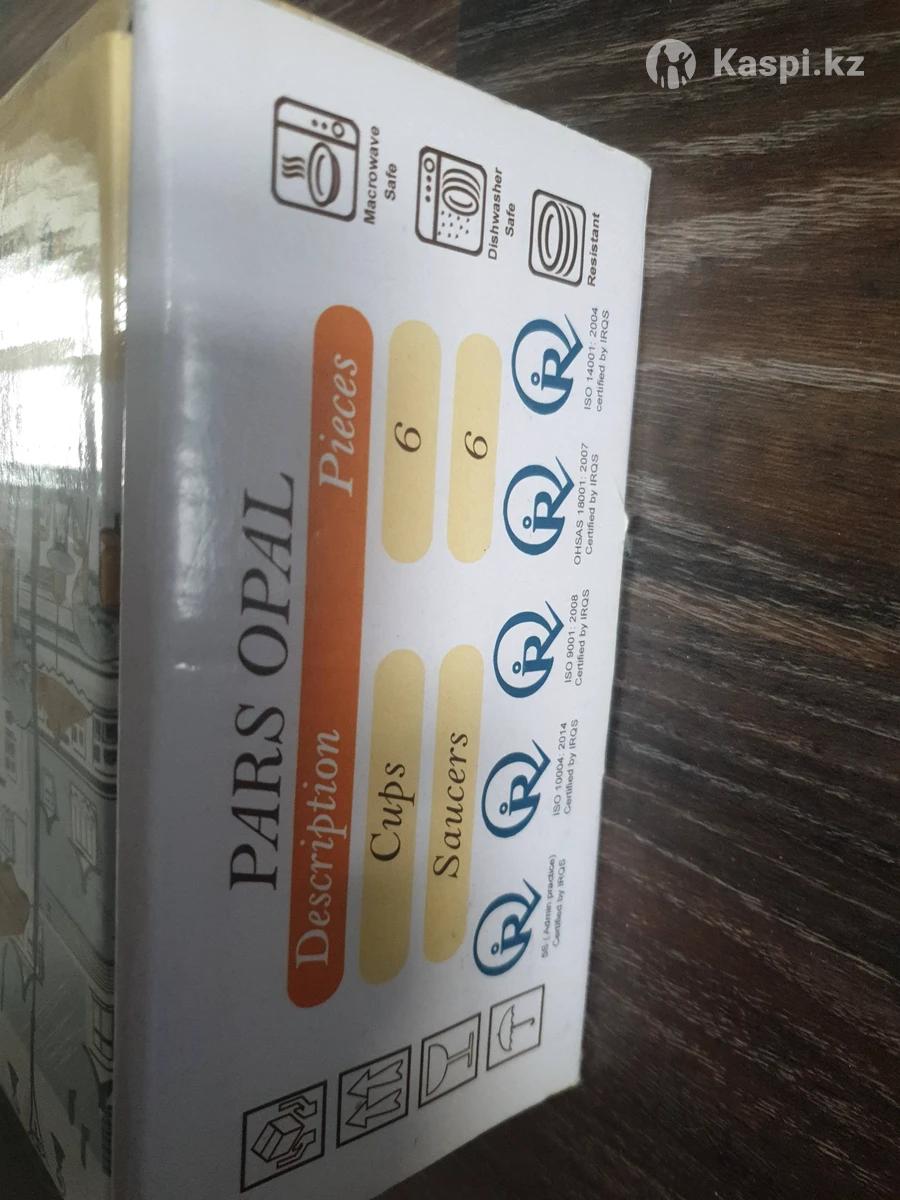 Kaspi.kz
PARS OPAL
Description Pieces
Cups 6
Saucers 6
Macrowave
Safe
Dishwasher
Safe
Resistant
5S (Admin practice)
Certified by IRQS
ISO 10004: 2014
Certified by IRQS
ISO 9001: 2008
Certified by IRQS
OHSAS 18001: 2007
Certified by IRQS
ISO 14001: 2004
certified by IRQS